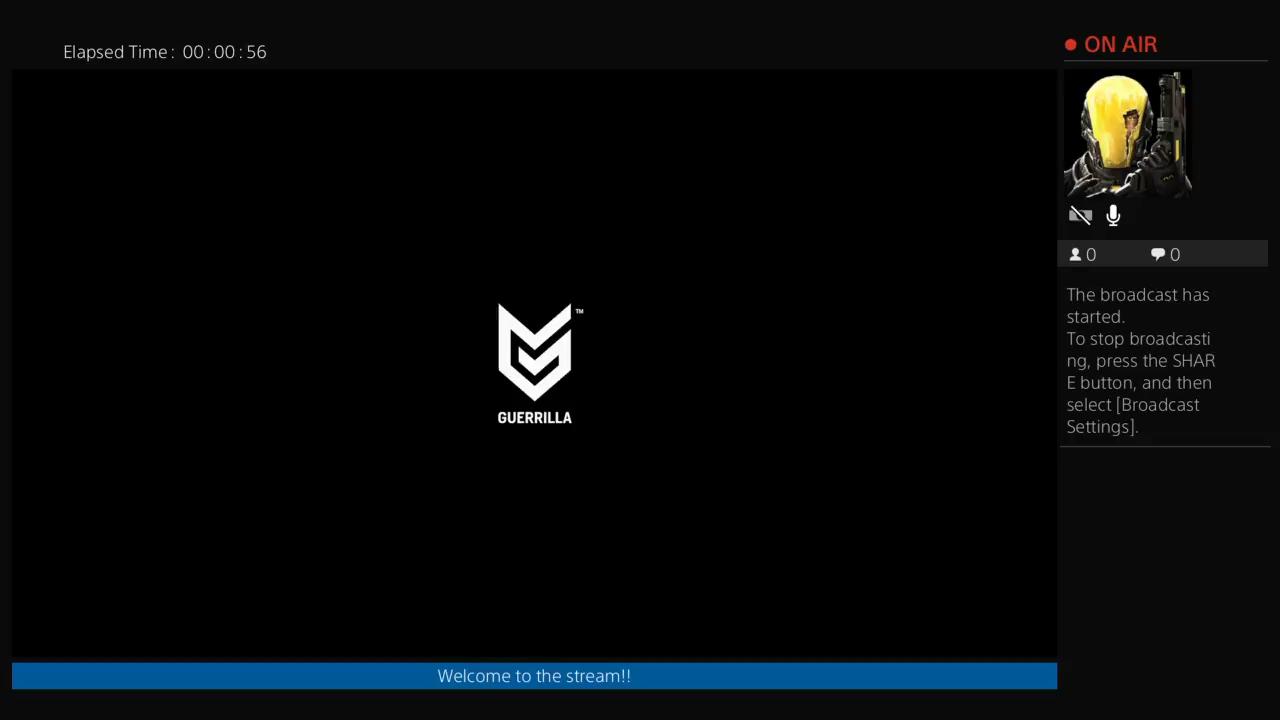 Elapsed Time: 00:00:56
ON AIR
GUERRILLA
TM
0
0
The broadcast has
started.
To stop broadcasti
ng, press the SHAR
E button, and then
select [Broadcast
Settings].
Welcome to the stream!!